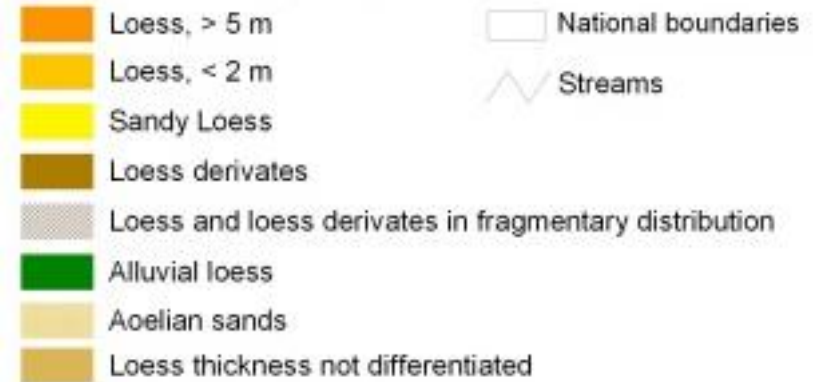 Loess, > 5 m
Loess, < 2 m
Sandy Loess
Loess derivates
Loess and loess derivates in fragmentary distribution
Alluvial loess
Aoelian sands
Loess thickness not differentiated
National boundaries
Streams